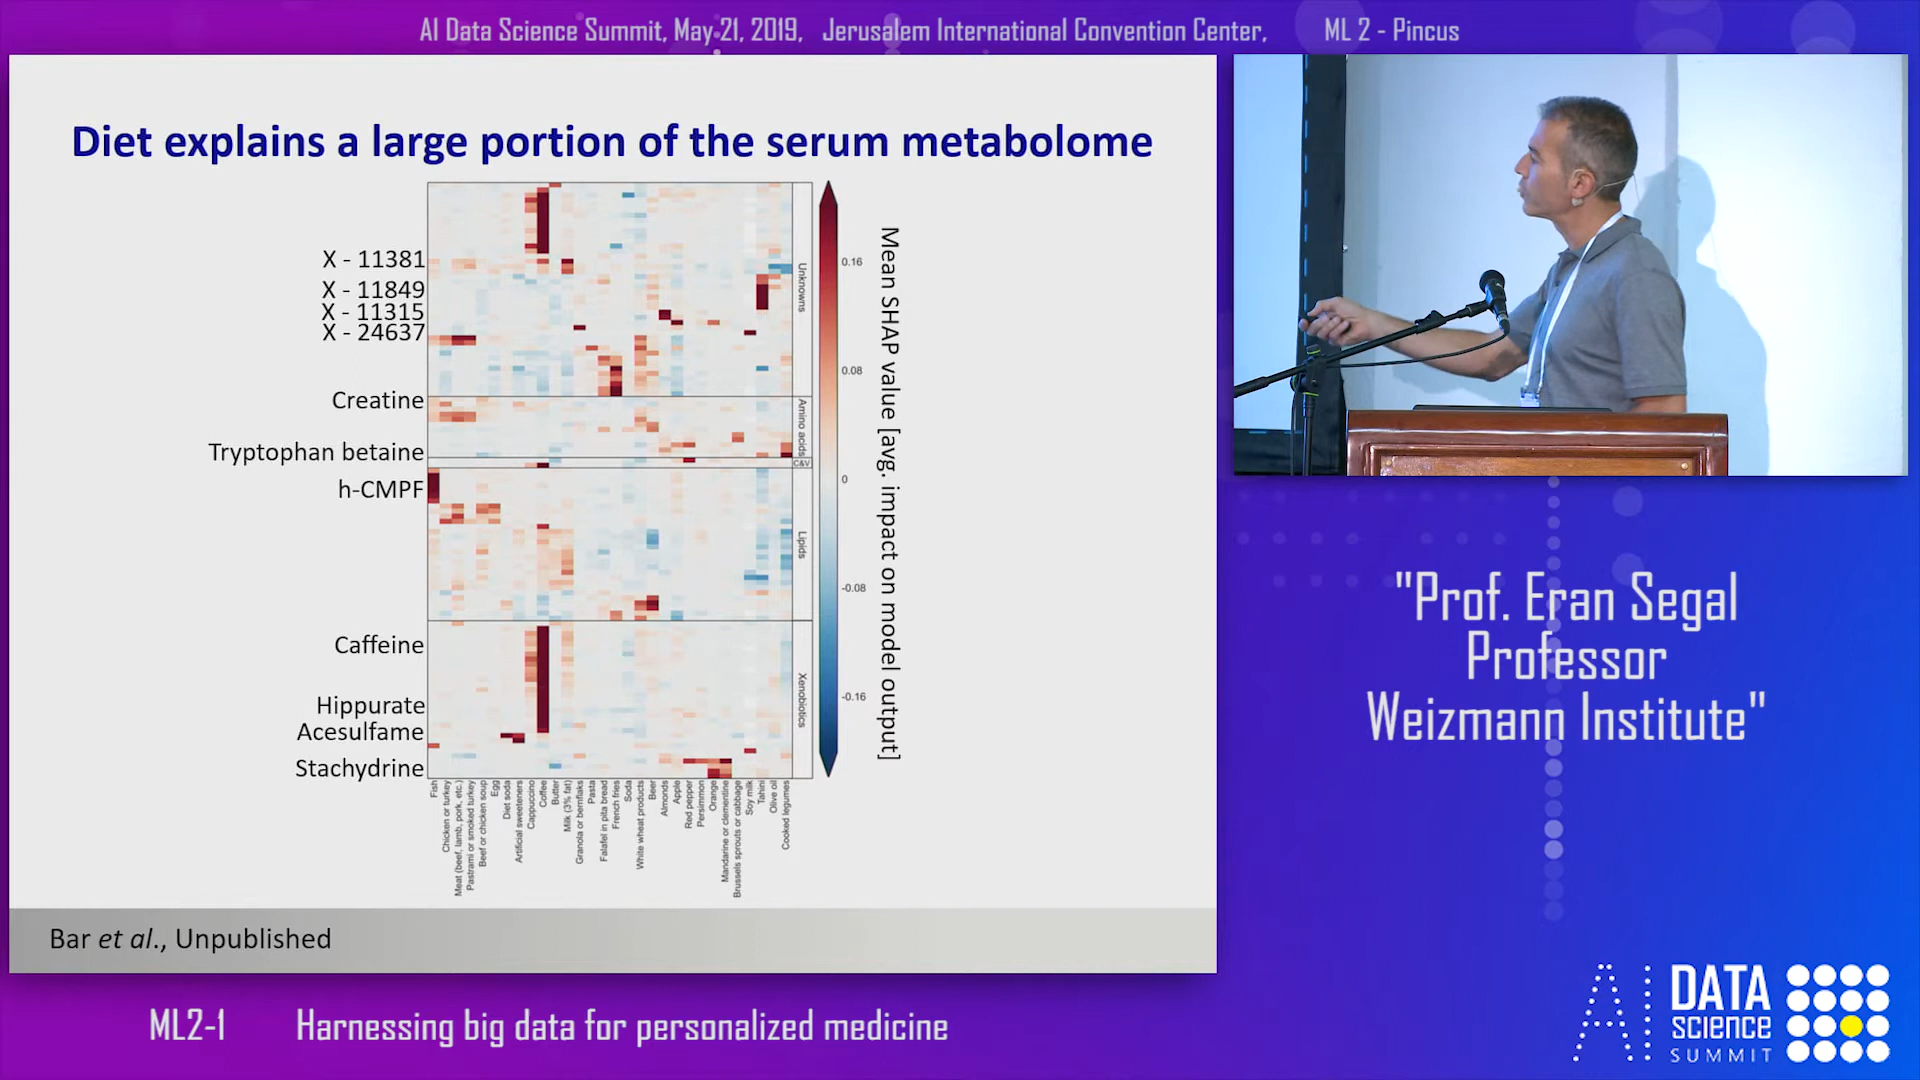 AI Data Science Summit, May 21, 2019, Jerusalem International Convention Center, ML 2 - Pincus
Diet explains a large portion of the serum metabolome
X - 11381
X - 11849
X - 11315
X - 24637
Creatine
Tryptophan betaine
h-CMPF
Caffeine
Hippurate
Acesulfame
Stachydrine
Unknowns
Amino acids
C&V
Lipids
Xenobiotics
0.16
0.08
0
-0.08
-0.16
Mean SHAP value [avg. impact on model output]
Fish
Chicken or turkey
Meat (beef, lamb, pork, etc.)
Pastrami or smoked turkey
Beef or chicken soup
Egg
Diet soda
Artificial sweeteners
Cappuccino
Coffee
Butter
Milk (3% fat)
Granola or bernflaks
Pasta
Falafel in pita bread
French fries
Soda
White wheat products
Beer
Almonds
Apple
Red pepper
Persimmon
Orange
Mandarine or clementine
Brussels sprouts or cabbage
Soy milk
Tahini
Olive oil
Cooked legumes
Bar et al., Unpublished
"Prof. Eran Segal
Professor
Weizmann Institute"
ML2-1 Harnessing big data for personalized medicine
AI DATA
SCIENCE
SUMMIT